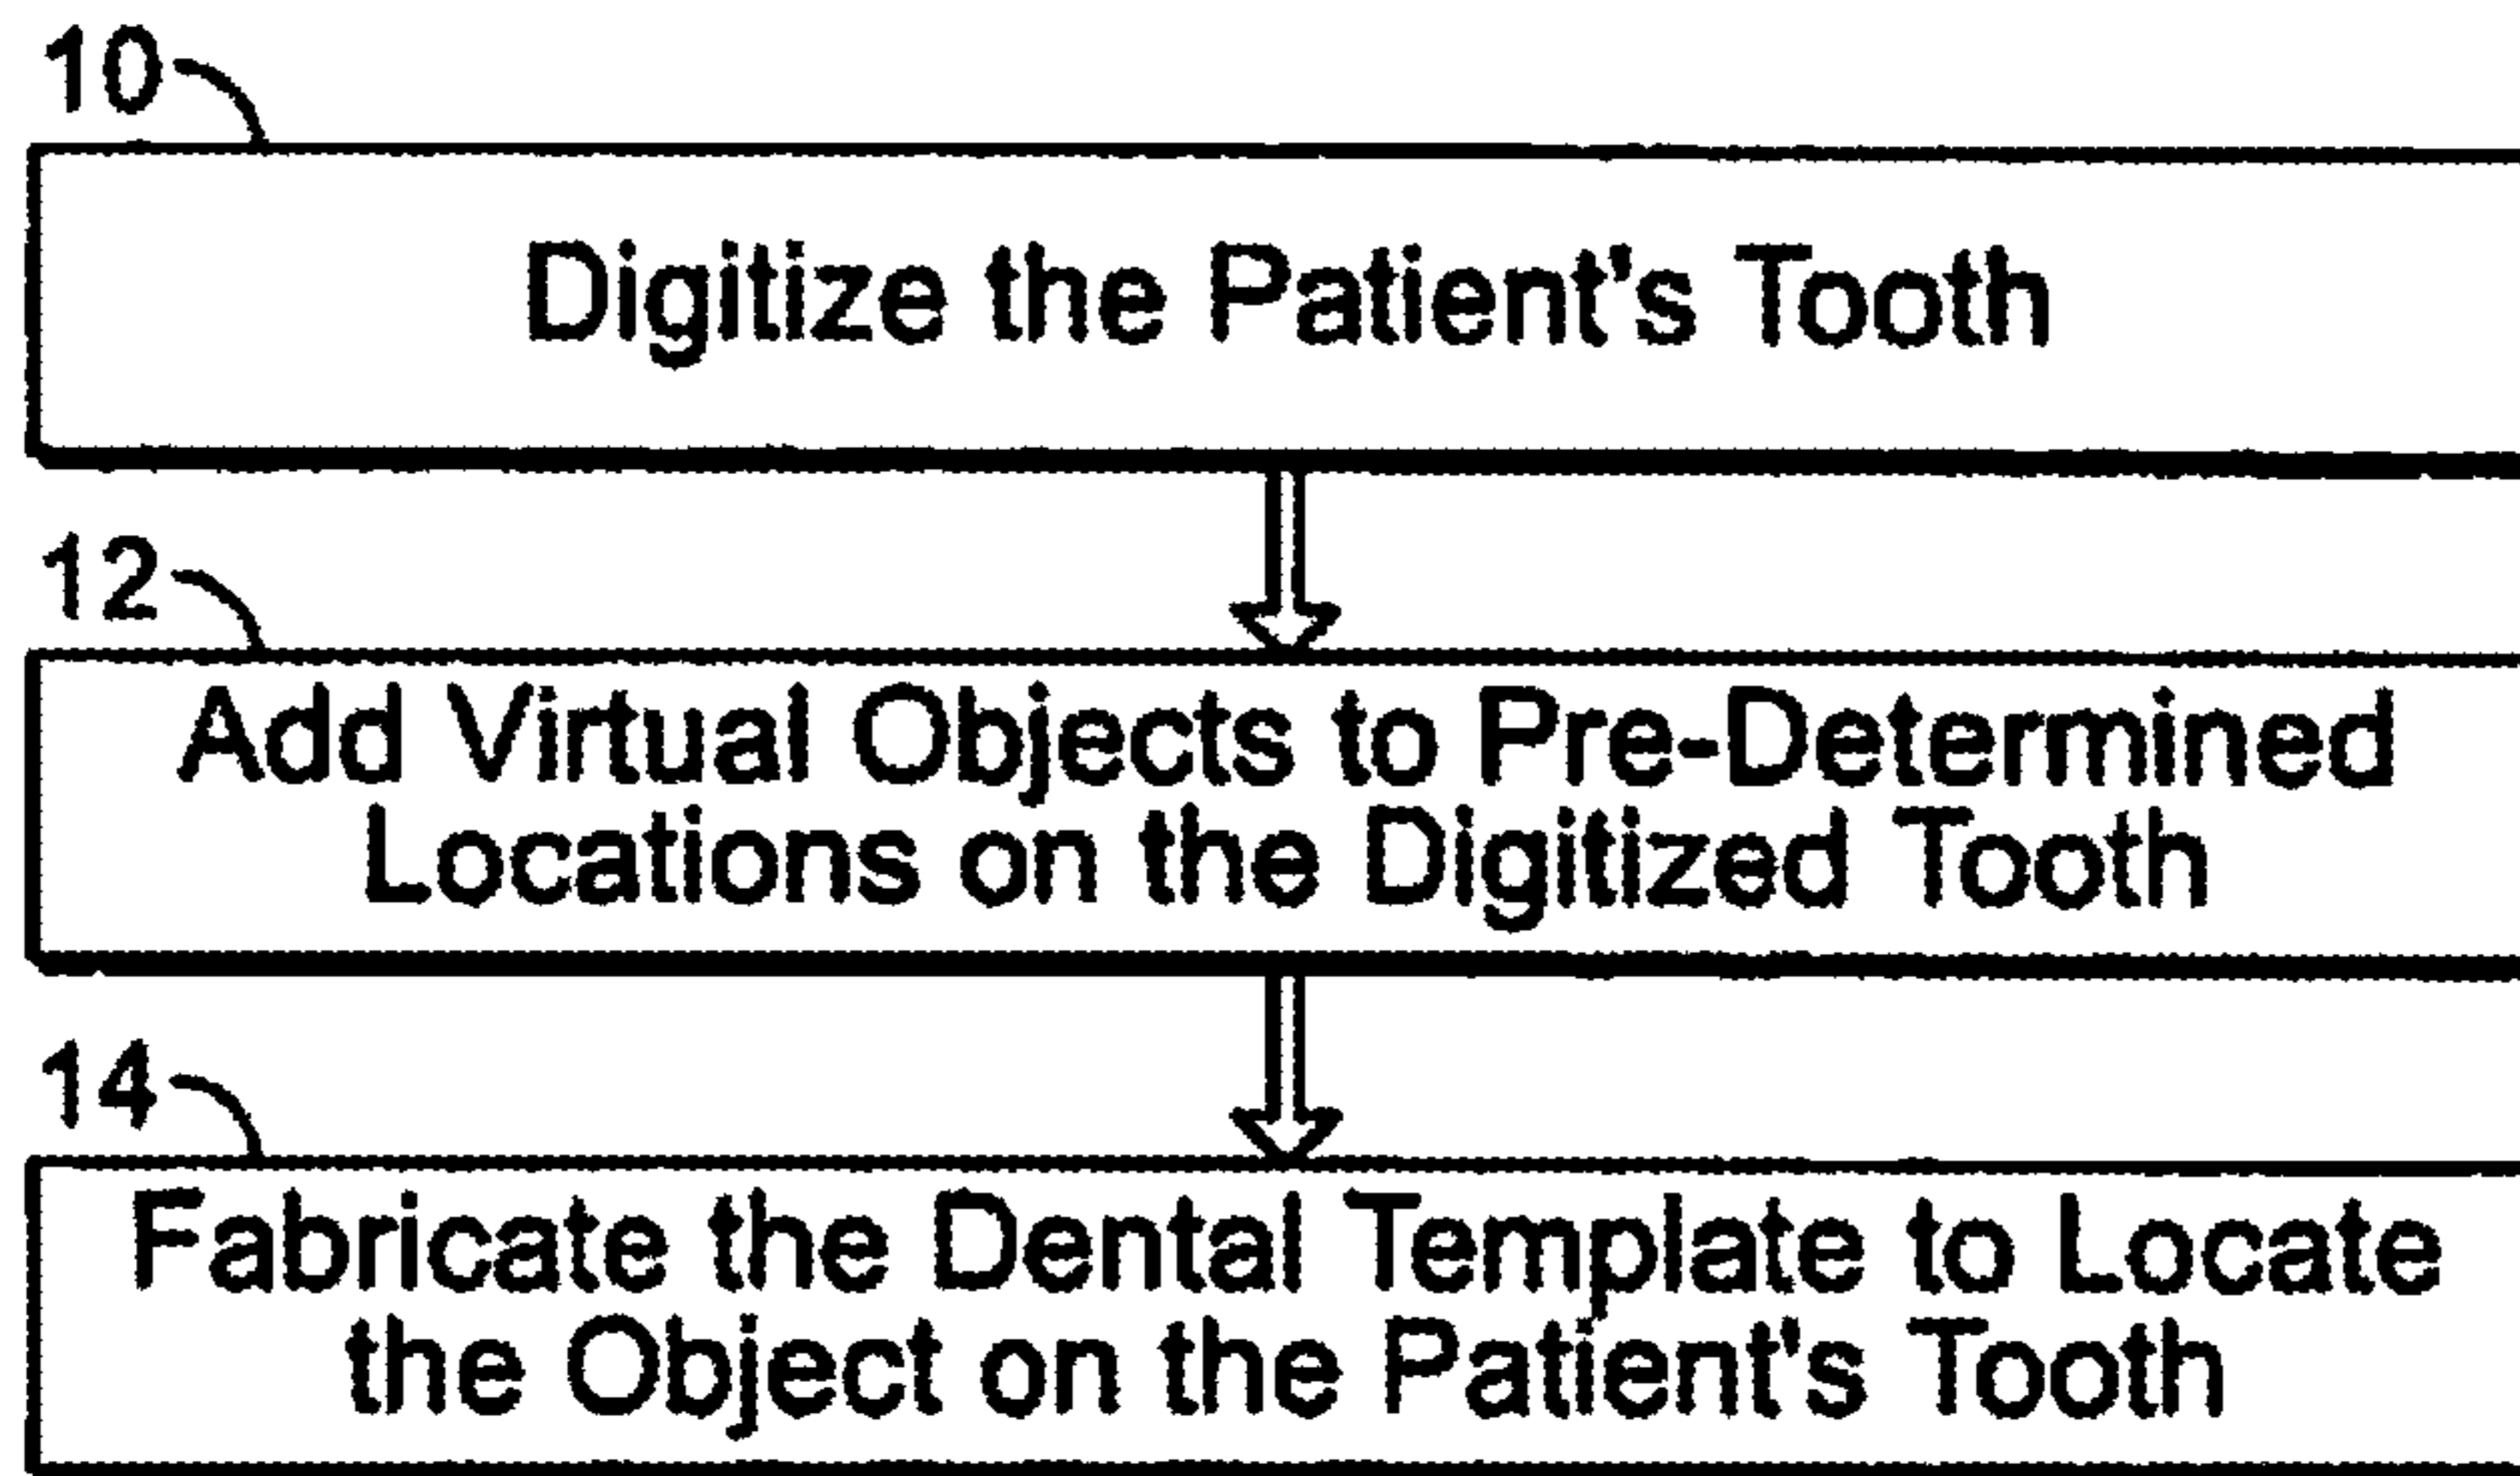 10
Digitize the Patient's Tooth
12
Add Virtual Objects to Pre-Determined
Locations on the Digitized Tooth
14
Fabricate the Dental Template to Locate
the Object on the Patient's Tooth